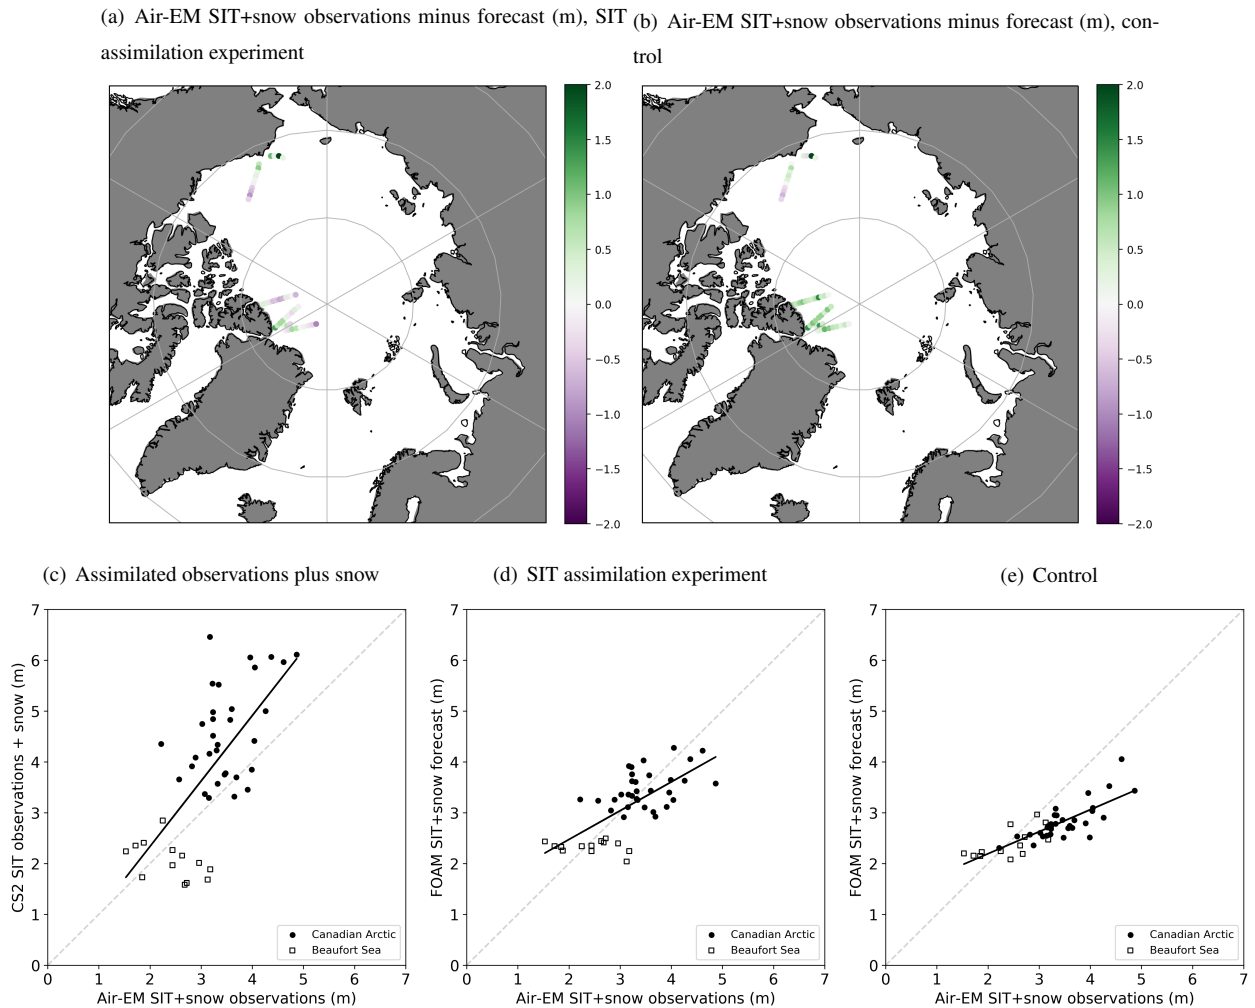 (a) Air-EM SIT+snow observations minus forecast (m), SIT
assimilation experiment
(b) Air-EM SIT+snow observations minus forecast (m), con-
trol
2.0
1.5
1.0
0.5
0.0
−0.5
−1.0
−1.5
−2.0
2.0
1.5
1.0
0.5
0.0
−0.5
−1.0
−1.5
−2.0
(c) Assimilated observations plus snow
7
6
5
4
3
2
1
0
CS2 SIT observations + snow (m)
Canadian Arctic
Beaufort Sea
0 1 2 3 4 5 6 7
Air-EM SIT+snow observations (m)
(d) SIT assimilation experiment
7
6
5
4
3
2
1
0
FOAM SIT+snow forecast (m)
Canadian Arctic
Beaufort Sea
0 1 2 3 4 5 6 7
Air-EM SIT+snow observations (m)
(e) Control
7
6
5
4
3
2
1
0
FOAM SIT+snow forecast (m)
Canadian Arctic
Beaufort Sea
0 1 2 3 4 5 6 7
Air-EM SIT+snow observations (m)